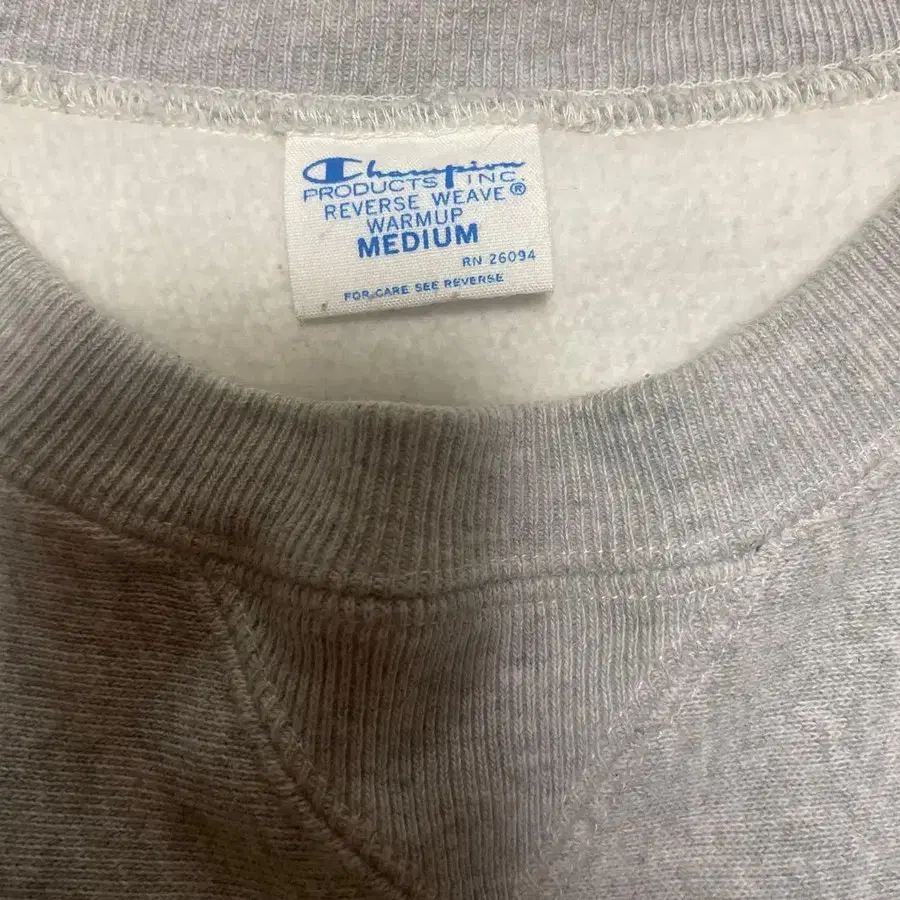 Champion
PRODUCTS INC.
REVERSE WEAVE®
WARMUP
MEDIUM
RN 26094
FOR CARE SEE REVERSE